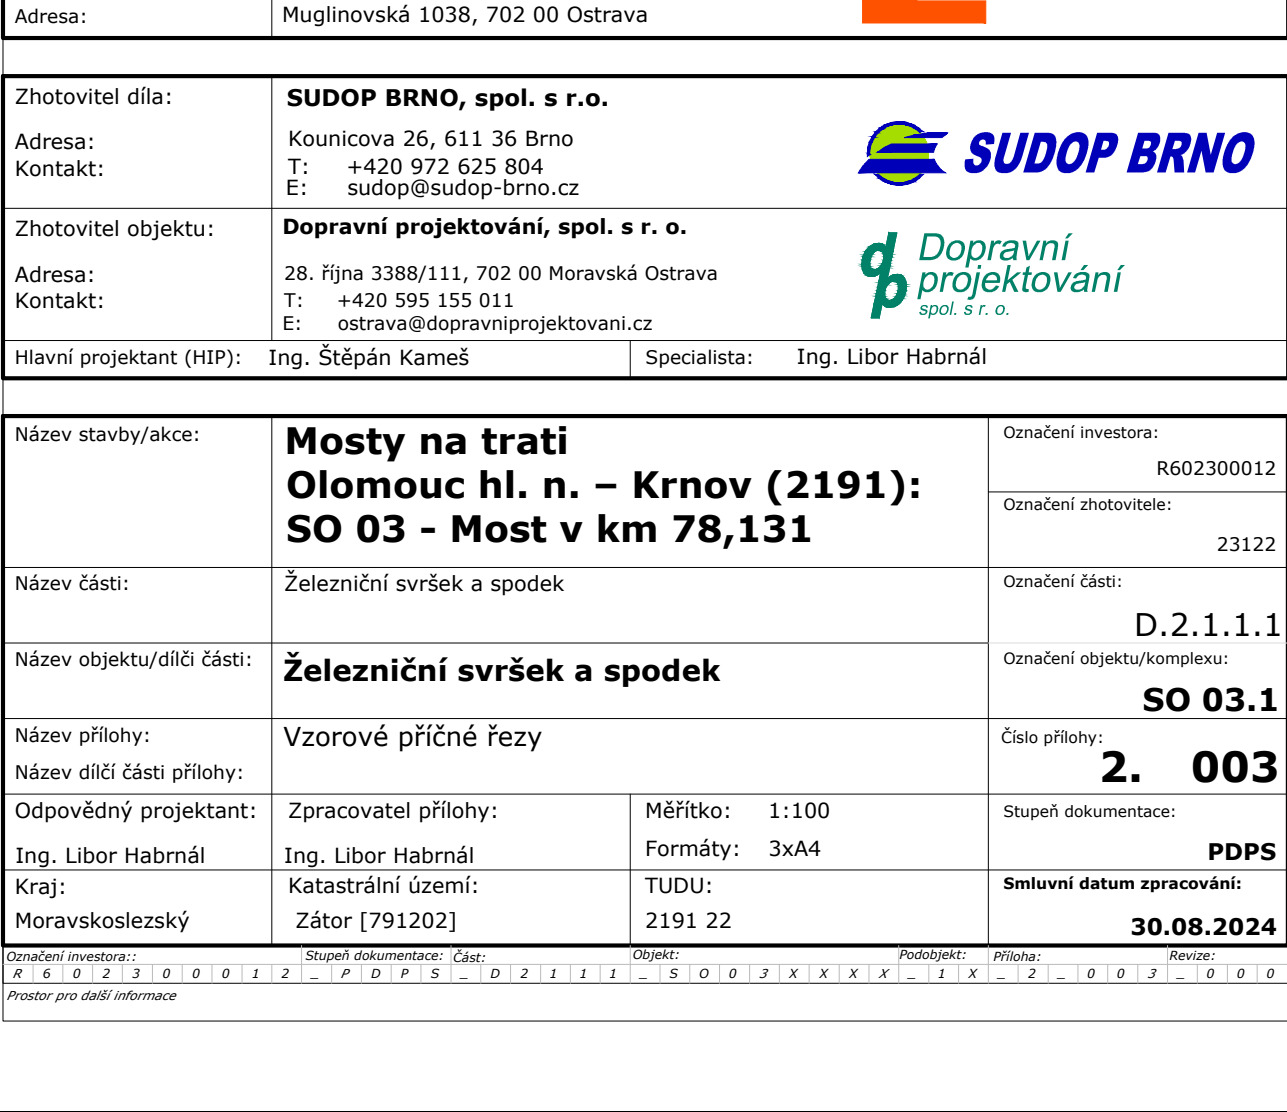 Adresa: Muglinovská 1038, 702 00 Ostrava
Zhotovitel díla: SUDOP BRNO, spol. s r.o.
Adresa: Kounicova 26, 611 36 Brno
Kontakt: T: +420 972 625 804
E: sudop@sudop-brno.cz
SUDOP BRNO
Zhotovitel objektu: Dopravní projektování, spol. s r. o.
Adresa: 28. října 3388/111, 702 00 Moravská Ostrava
Kontakt: T: +420 595 155 011
E: ostrava@dopravniprojektovani.cz
dp Dopravní
projektování
spol. s r. o.
Hlavní projektant (HIP): Ing. Štěpán Kameš Specialista: Ing. Libor Habrnál
Název stavby/akce: Mosty na trati
Olomouc hl. n. – Krnov (2191):
SO 03 - Most v km 78,131
Označení investora:
R602300012
Označení zhotovitele:
23122
Název části: Železniční svršek a spodek Označení části:
D.2.1.1.1
Název objektu/dílči části: Železniční svršek a spodek Označení objektu/komplexu:
SO 03.1
Název přílohy: Vzorové příčné řezy Číslo přílohy:
Název dílčí části přílohy: 2. 003
Odpovědný projektant: Zpracovatel přílohy: Měřítko: 1:100 Stupeň dokumentace:
Ing. Libor Habrnál Ing. Libor Habrnál Formáty: 3xA4 PDPS
Kraj: Katastrální území: TUDU: Smluvní datum zpracování:
Moravskoslezský Zátor [791202] 2191 22 30.08.2024
Označení investora:: Stupeň dokumentace: Část: Objekt: Podobjekt: Příloha: Revize:
R 6 0 2 3 0 0 0 1 2 _ P D P S _ D 2 1 1 1 _ S O 0 3 X X X X _ 1 X _ 2 _ 0 0 3 _ 0 0 0
Prostor pro další informace